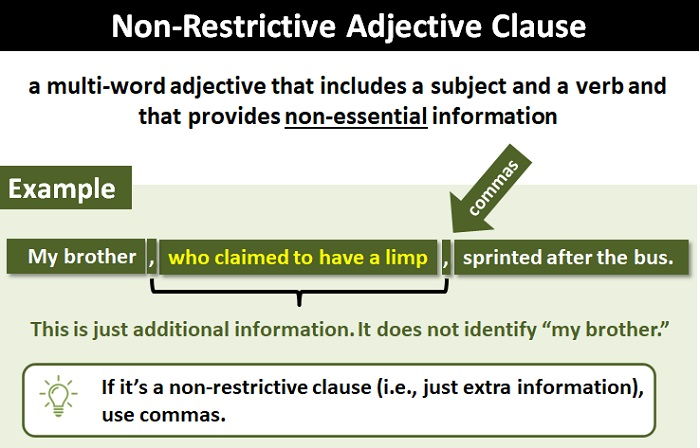 Non-Restrictive Adjective Clause
a multi-word adjective that includes a subject and a verb and
that provides non-essential information
commas
Example
My brother , who claimed to have a limp , sprinted after the bus.
This is just additional information. It does not identify “my brother.”
If it’s a non-restrictive clause (i.e., just extra information),
use commas.